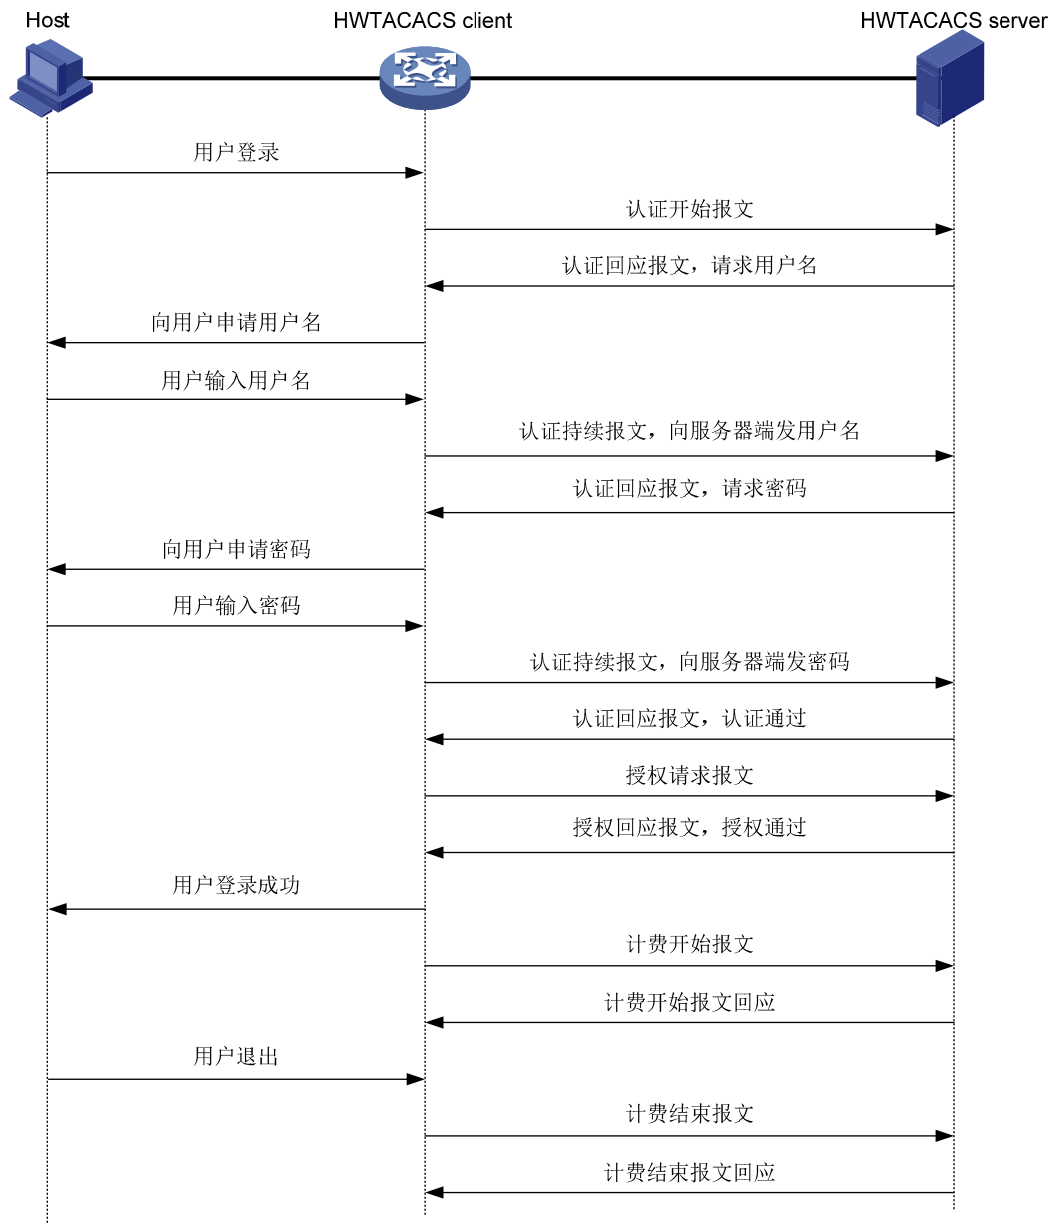 Host
HWTACACS client
HWTACACS server
用户登录
认证开始报文
认证回应报文，请求用户名
向用户申请用户名
用户输入用户名
认证持续报文，向服务器端发用户名
认证回应报文，请求密码
向用户申请密码
用户输入密码
认证持续报文，向服务器端发密码
认证回应报文，认证通过
授权请求报文
授权回应报文，授权通过
用户登录成功
计费开始报文
计费开始报文回应
用户退出
计费结束报文
计费结束报文回应